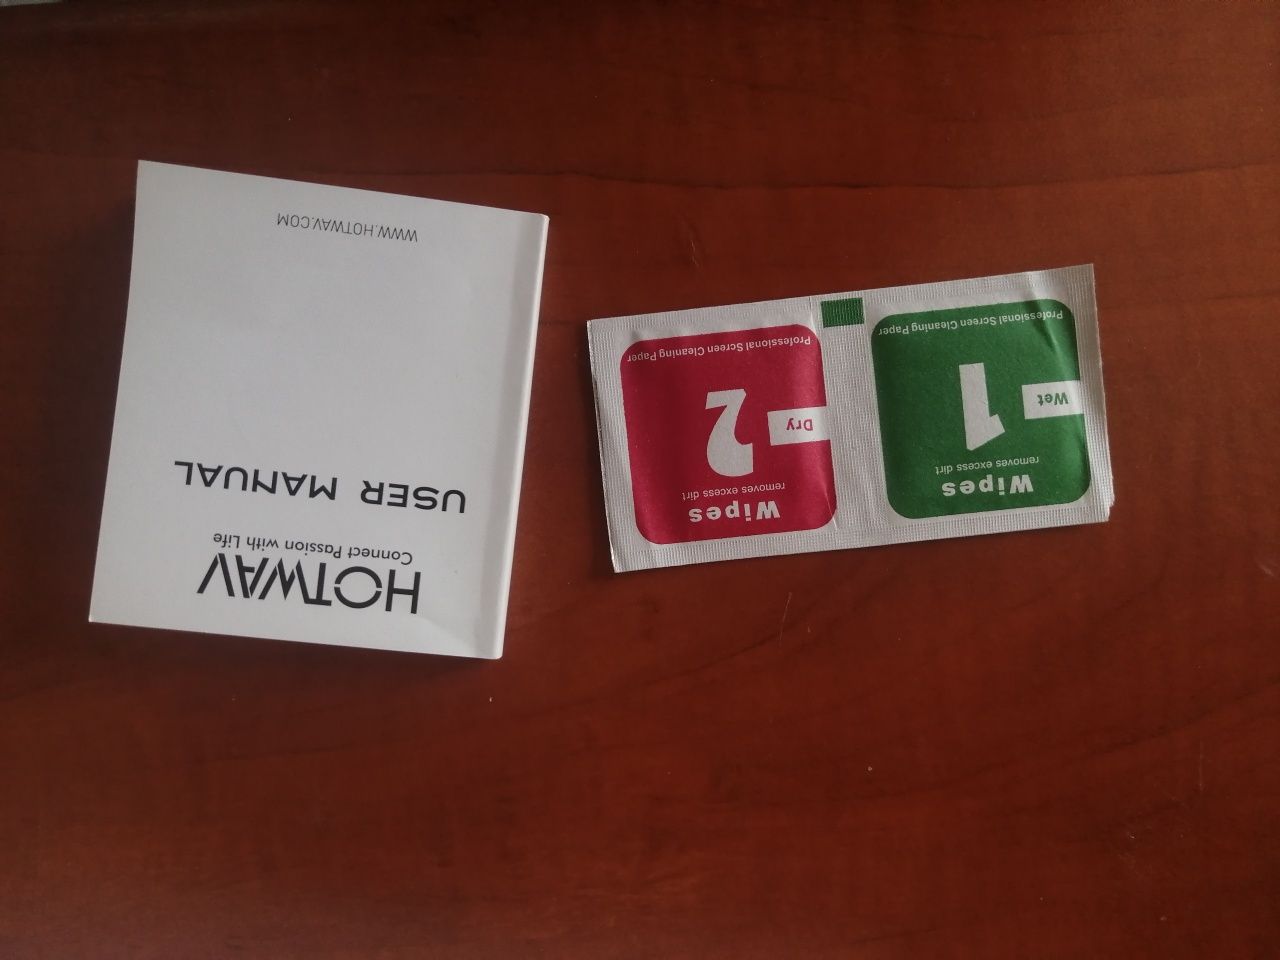 HOTWAV
Connect Passion with Life
USER MANUAL
WWW.HOTWAV.COM
Wipes
removes excess dirt
1
Wet
Professional Screen Cleaning Paper
Wipes
removes excess dirt
2
Dry
Professional Screen Cleaning Paper